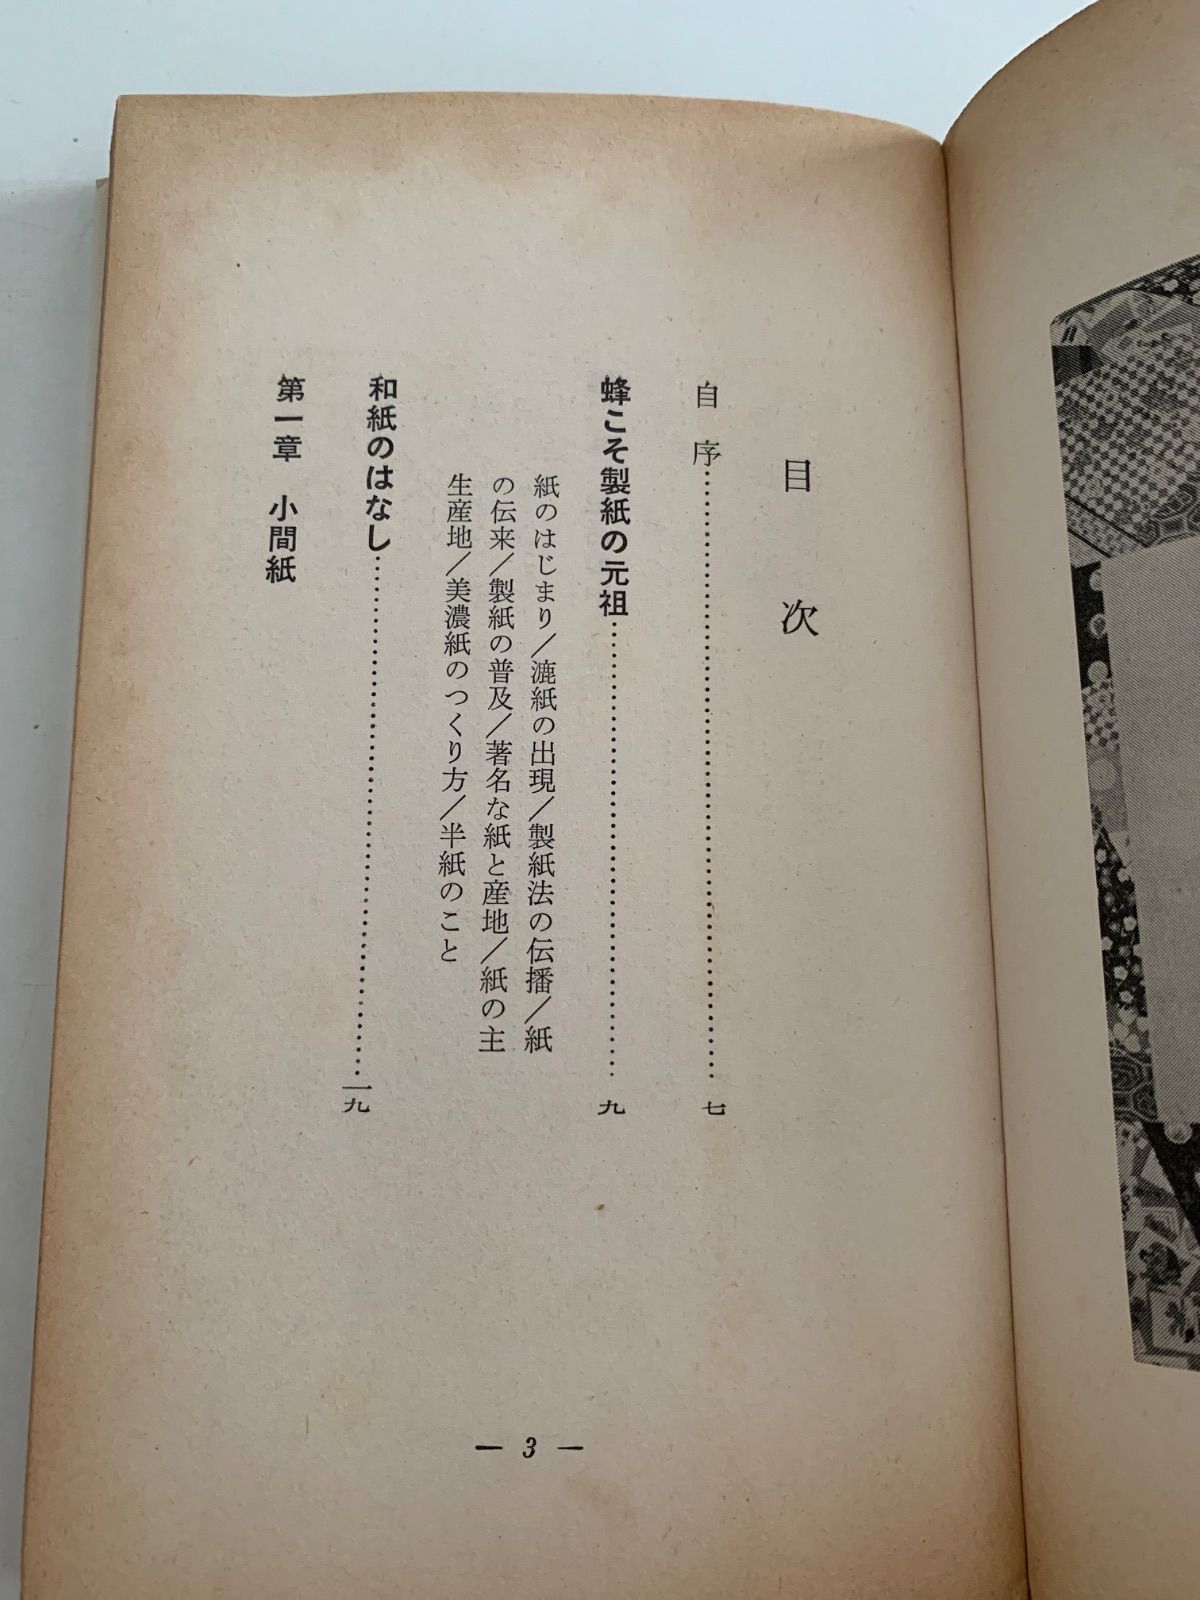 目次
自序……………………………七
蜂こそ製紙の元祖……………………………九
紙のはじまり/漉紙の出現/製紙法の伝播/紙
の伝来/製紙の普及/著名な紙と産地/紙の主
生産地/美濃紙のつくり方/半紙のこと
和紙のはなし……………………………一九
第一章 小間紙
— 3 —